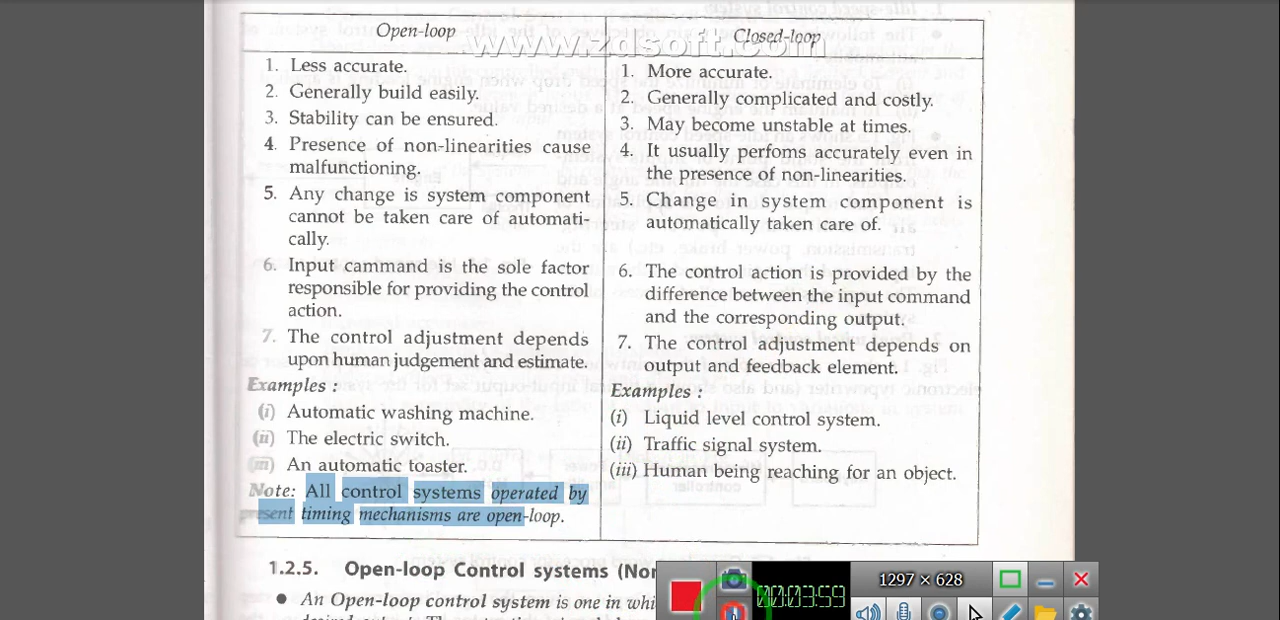 Open-loop
Closed-loop
www.zdsoft.com
1. Less accurate.
2. Generally build easily.
3. Stability can be ensured.
4. Presence of non-linearities cause
malfunctioning.
5. Any change is system component
cannot be taken care of automati-
cally.
6. Input cammand is the sole factor
responsible for providing the control
action.
7. The control adjustment depends
upon human judgement and estimate.
Examples :
(i) Automatic washing machine.
(ii) The electric switch.
(iii) An automatic toaster.
Note: All control systems operated by
present timing mechanisms are open-loop.
1. More accurate.
2. Generally complicated and costly.
3. May become unstable at times.
4. It usually perfoms accurately even in
the presence of non-linearities.
5. Change in system component is
automatically taken care of.
6. The control action is provided by the
difference between the input command
and the corresponding output.
7. The control adjustment depends on
output and feedback element.
Examples :
(i) Liquid level control system.
(ii) Traffic signal system.
(iii) Human being reaching for an object.
1.2.5. Open-loop Control systems (Nor
• An Open-loop control system is one in whi
00:03:59
1297 × 628